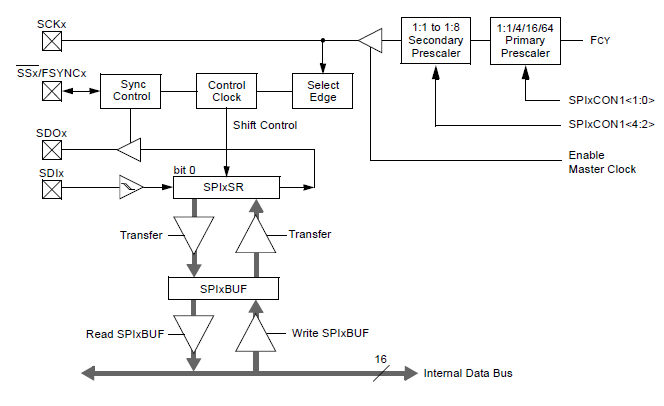 SCKx
1:1 to 1:8
Secondary
Prescaler
1:1/4/16/64
Primary
Prescaler
FCY
SSx/FSYNCx
Sync
Control
Control
Clock
Select
Edge
SPIxCON1<1:0>
SPIxCON1<4:2>
Shift Control
SDOx
Enable
Master Clock
SDIx
bit 0
SPIxSR
Transfer
Transfer
SPIxBUF
Read SPIxBUF
Write SPIxBUF
16
Internal Data Bus